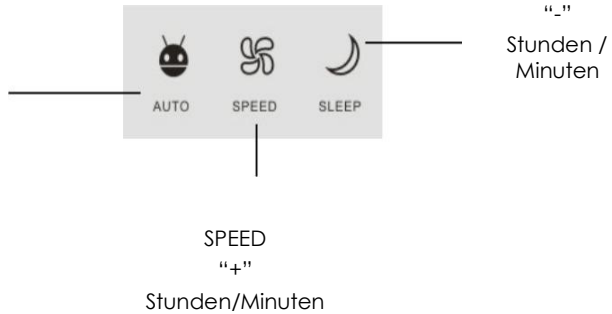 “-”
Stunden /
Minuten
AUTO SPEED SLEEP
SPEED
“+”
Stunden/Minuten